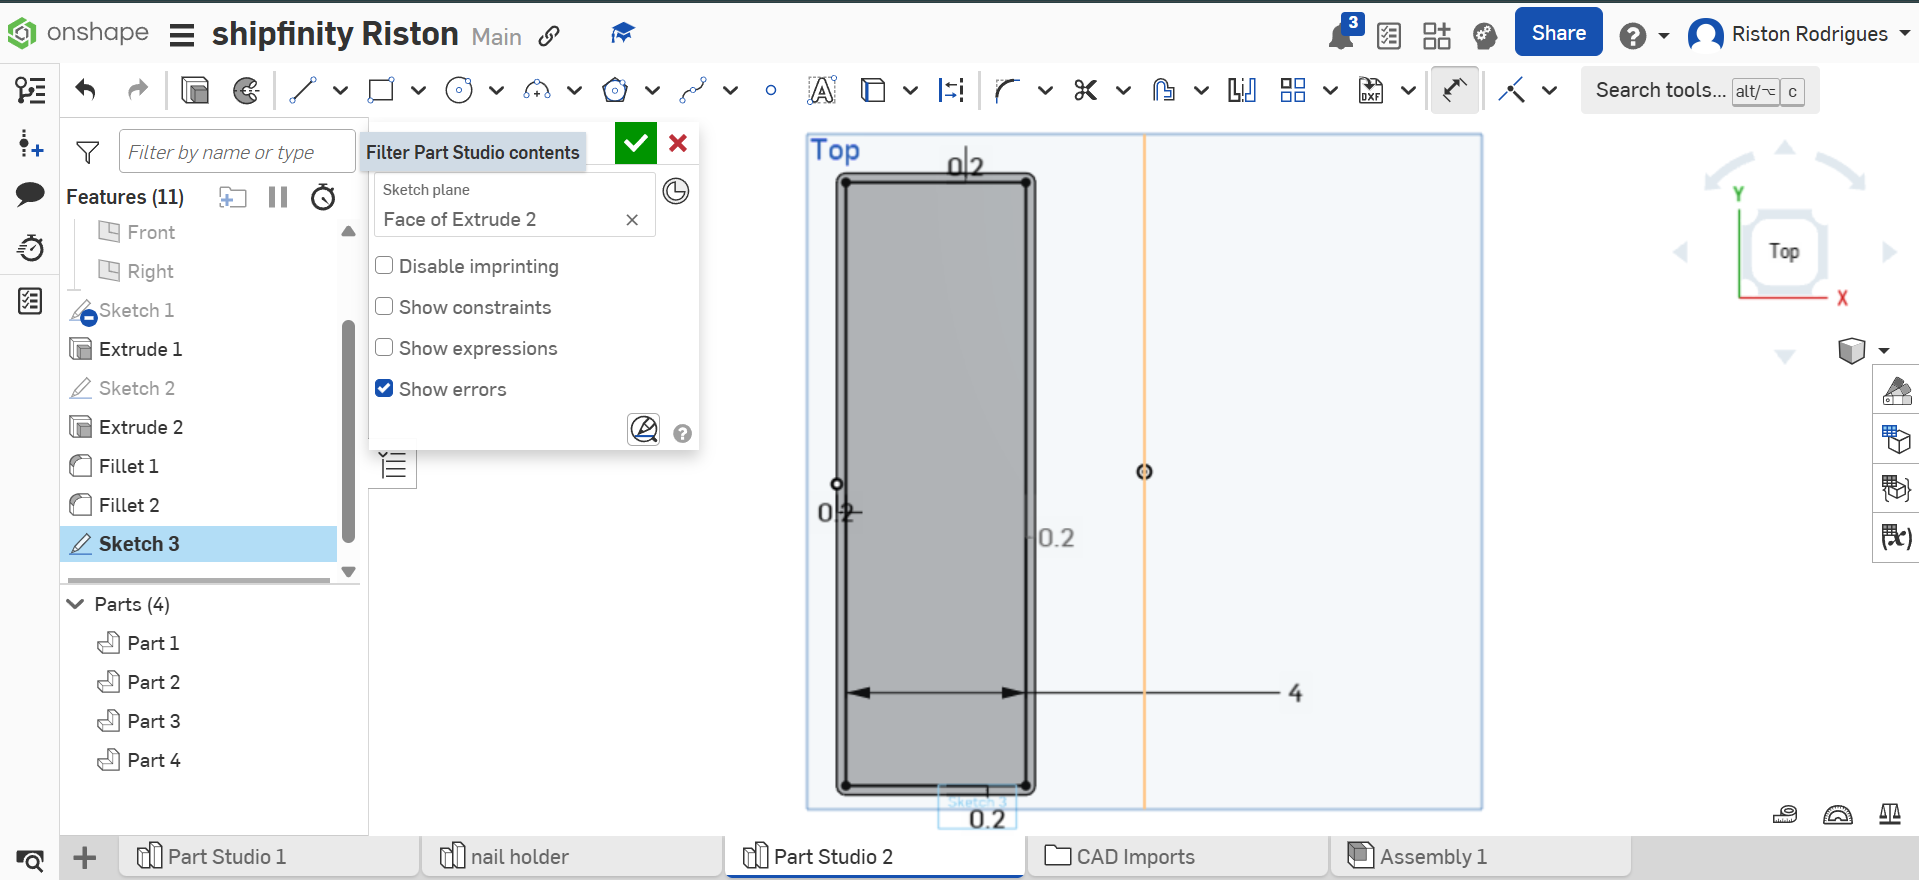 onshape
shipfinity Riston Main
3
Share
Riston Rodrigues
Search tools... alt/⌥ c
Filter by name or type
Filter Part Studio contents
Features (11)
Front
Right
Sketch 1
Extrude 1
Sketch 2
Extrude 2
Fillet 1
Fillet 2
Sketch 3
Parts (4)
Part 1
Part 2
Part 3
Part 4
Sketch plane
Face of Extrude 2
Disable imprinting
Show constraints
Show expressions
Show errors
Top
0.2
0.2
0.2
4
Sketch 3
0.2
Y
Top
X
DXF
(x)
Part Studio 1
nail holder
Part Studio 2
CAD Imports
Assembly 1